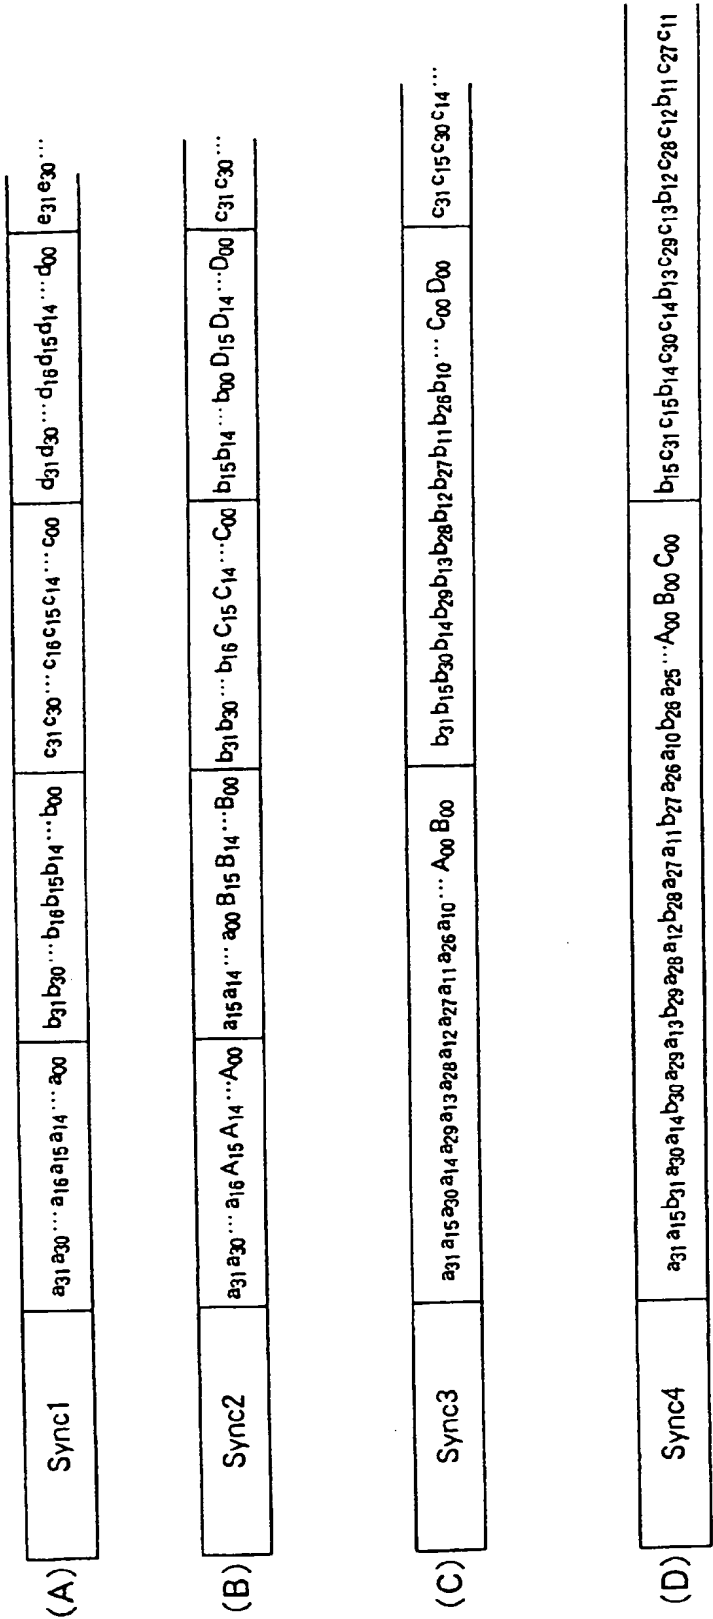 (A) Sync1 a31 a30 ··· a16 a15 a14 ··· a00 b31 b30 ··· b16 b15 b14 ··· b00 c31 c30 ··· c16 c15 c14 ··· c00 d31 d30 ··· d16 d15 d14 ··· d00 e31 e30 ···
(B) Sync2 a31 a30 ··· a16 A15 A14 ··· A00 a15 a14 ··· a00 B15 B14 ··· B00 b31 b30 ··· b16 C15 C14 ··· C00 b15 b14 ··· b00 D15 D14 ··· D00 c31 c30 ···
(C) Sync3 a31 a15 a30 a14 a29 a13 a28 a12 a27 a11 a26 a10 ··· A00 B00 b31 b15 b30 b14 b29 b13 b28 b12 b27 b11 b26 b10 ··· C00 D00 c31 c15 c30 c14 ···
(D) Sync4 a31 a15 b31 a30 a14 b30 a29 a13 b29 a28 a12 b28 a27 a11 b27 a26 a10 b26 a25 ··· A00 B00 C00 b15 c31 c15 b14 c30 c14 b13 c29 c13 b12 c28 c12 b11 c27 c11